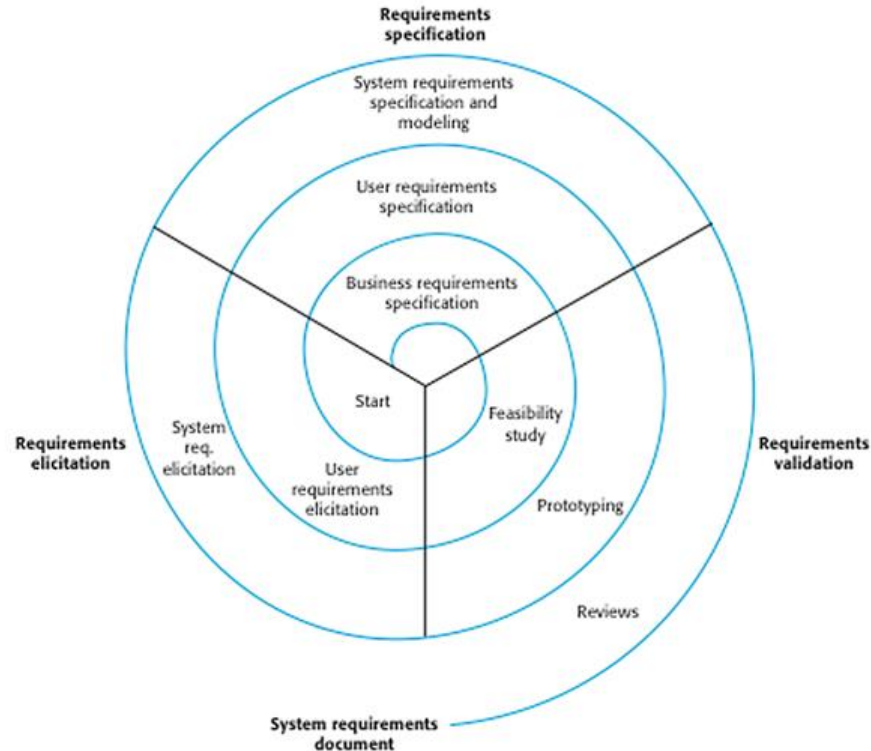 Requirements
specification
System requirements
specification and
modeling
User requirements
specification
Business requirements
specification
Start
Feasibility
study
System
req.
elicitation
Requirements
elicitation
Requirements
validation
User
requirements
elicitation
Prototyping
Reviews
System requirements
document